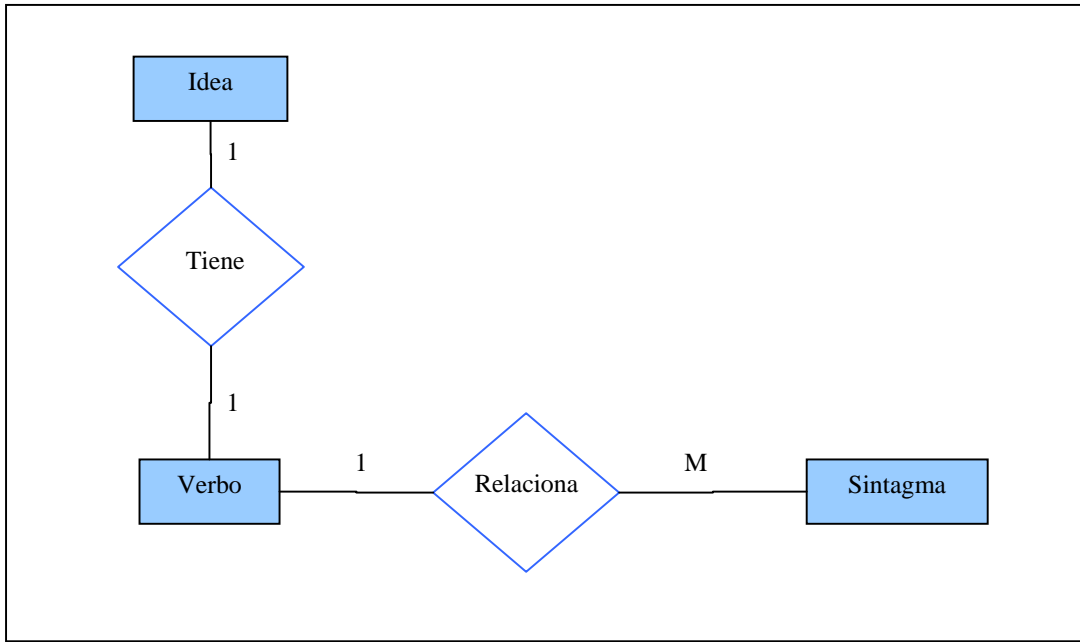 Idea
1
Tiene
1
Verbo
1
Relaciona
M
Sintagma